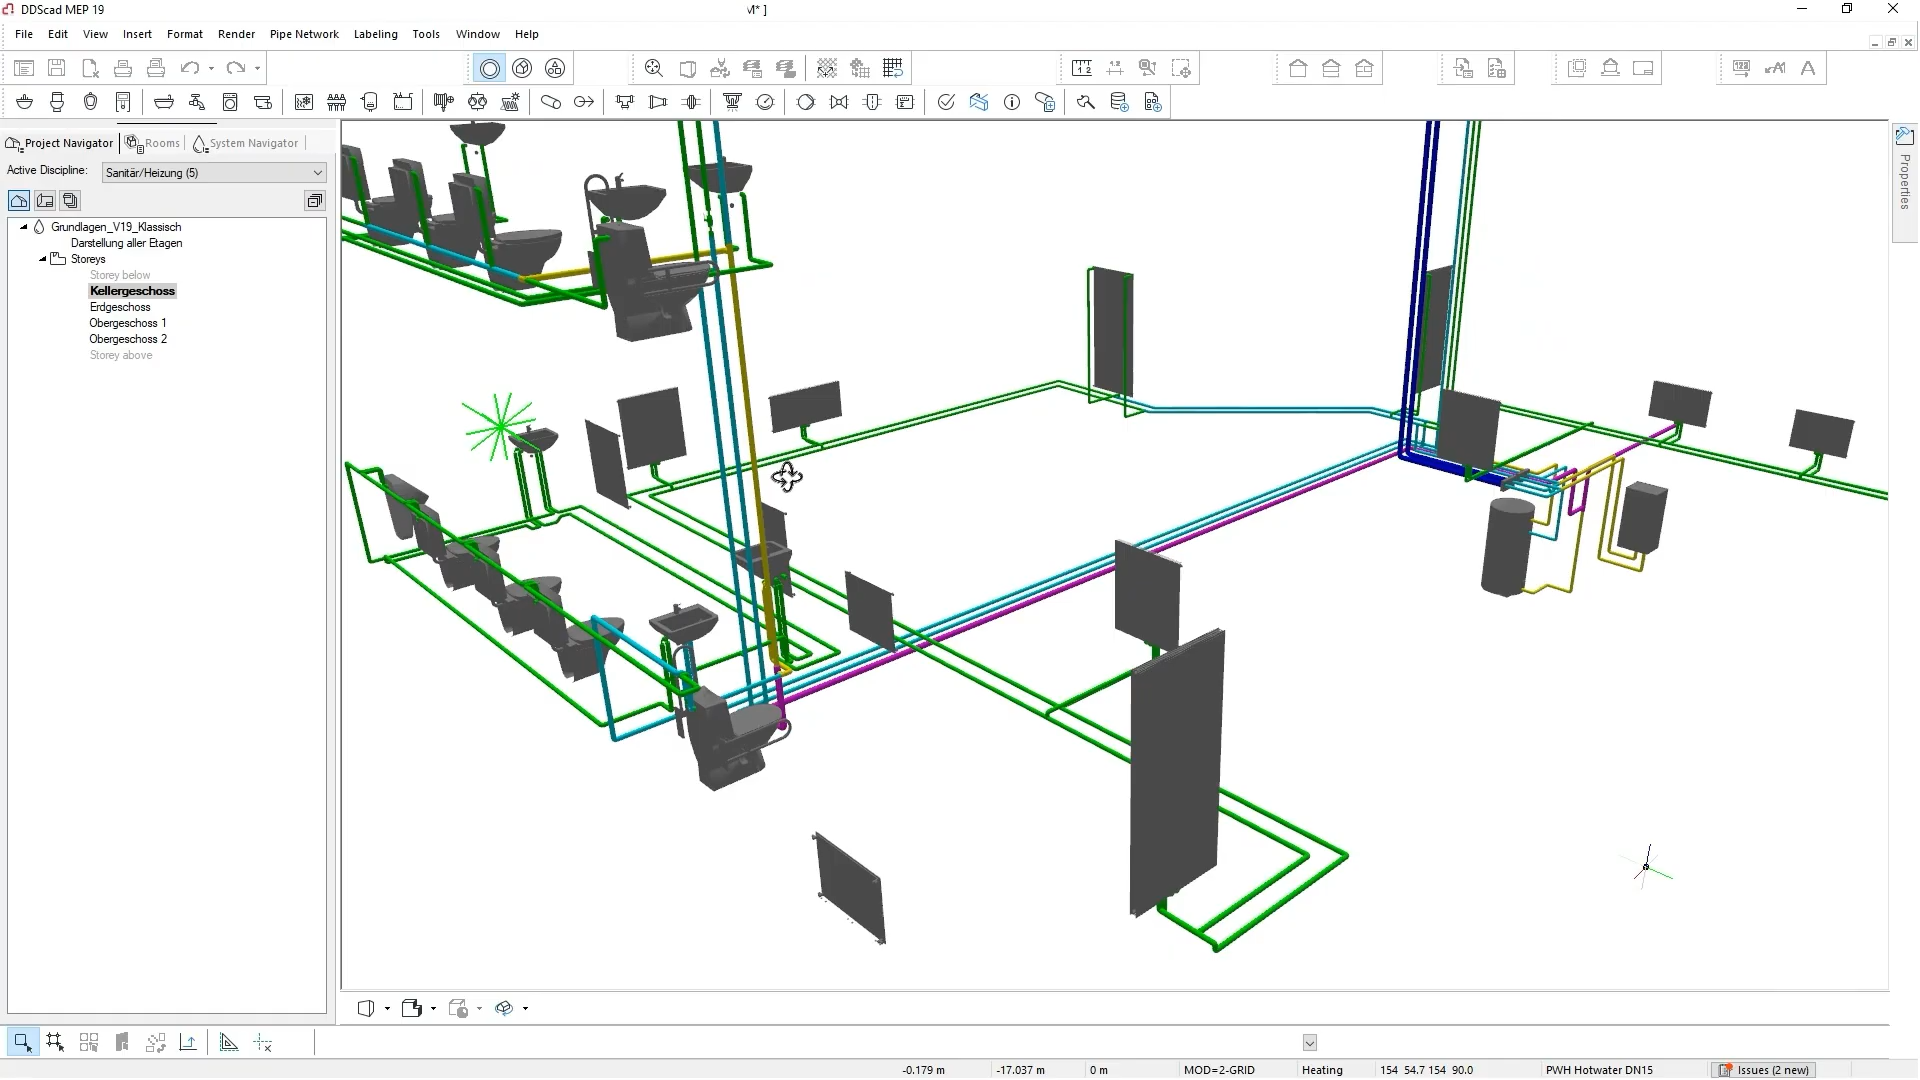 DDScad MEP 19
M* ]
File Edit View Insert Format Render Pipe Network Labeling Tools Window Help
Project Navigator Rooms System Navigator
Active Discipline: Sanitär/Heizung (5)
Grundlagen_V19_Klassisch
Darstellung aller Etagen
Storeys
Storey below
Kellergeschoss
Erdgeschoss
Obergeschoss 1
Obergeschoss 2
Storey above
Properties
-0.179 m -17.037 m 0 m MOD=2-GRID Heating 154 54.7 154 90.0 PWH Hotwater DN15 Issues (2 new)